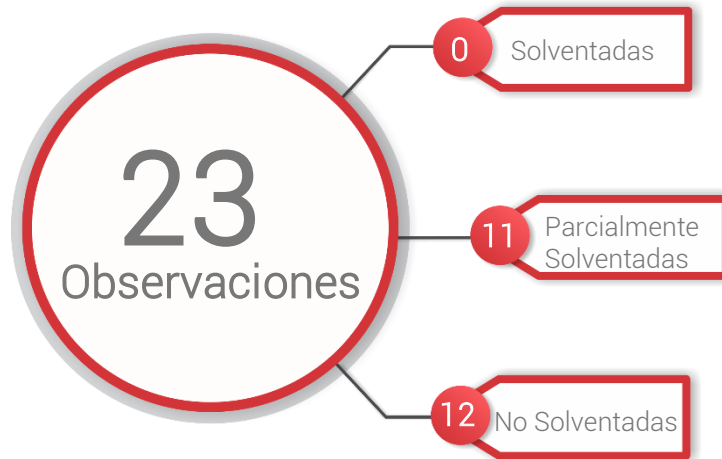 23
Observaciones
0
Solventadas
11
Parcialmente
Solventadas
12
No Solventadas